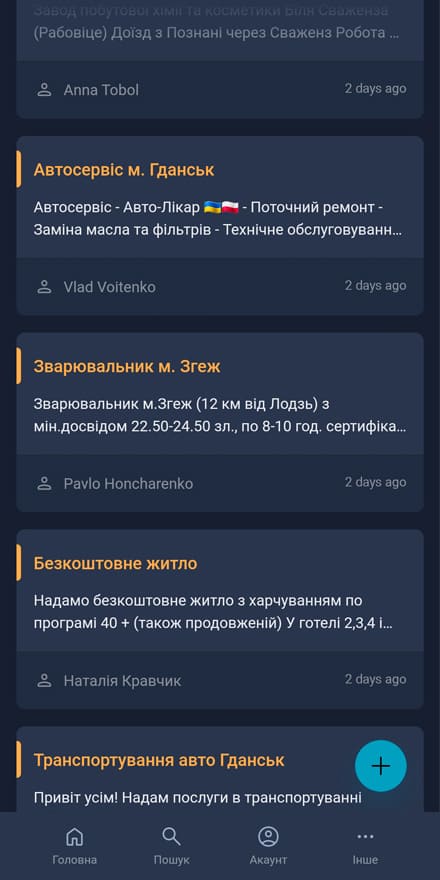 Завод побутової хімії та косметики Біля Сваженза
(Рабовіце) Доїзд з Познані через Сваженз Робота ...
Anna Tobol
2 days ago
Автосервіс м. Гданськ
Автосервіс - Авто-Лікар 🇺🇦🇵🇱 - Поточний ремонт -
Заміна масла та фільтрів - Технічне обслуговуванн...
Vlad Voitenko
2 days ago
Зварювальник м. Згеж
Зварювальник м.Згеж (12 км від Лодзь) з
мін.досвідом 22.50-24.50 зл., по 8-10 год. сертифіка...
Pavlo Honcharenko
2 days ago
Безкоштовне житло
Надамо безкоштовне житло з харчуванням по
програмі 40 + (також продовженій) У готелі 2,3,4 і...
Наталія Кравчик
2 days ago
Транспортування авто Гданськ
Привіт усім! Надам послуги в транспортуванні
Головна
Пошук
Акаунт
Інше